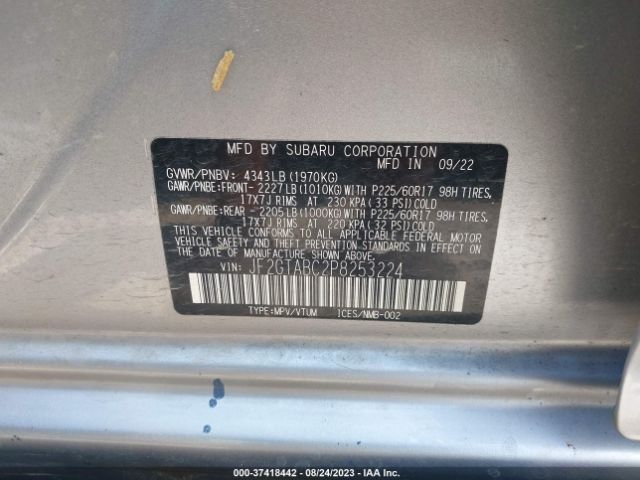 MFD BY SUBARU CORPORATION
MFD IN 09/22
GVWR/PNBV: 4343LB (1970KG)
GAWR/PNBE:FRONT- 2227LB(1010KG)WITH P225/60R17 98H TIRES,
17X7J RIMS AT 230 KPA(33 PSI)COLD
GAWR/PNBE:REAR - 2205LB(1000KG)WITH P225/60R17 98H TIRES,
17X7J RIMS AT 220 KPA(32 PSI)COLD
THIS VEHICLE CONFORMS TO ALL APPLICABLE FEDERAL MOTOR
VEHICLE SAFETY AND BUMPER STANDARDS IN EFFECT ON THE
DATE OF MANUFACTURE SHOWN ABOVE.
VIN: JF2GTABC2P8253224
TYPE:MPV/VTUM ICES/NMB-002
000-37418442 - 08/24/2023 - IAA Inc.